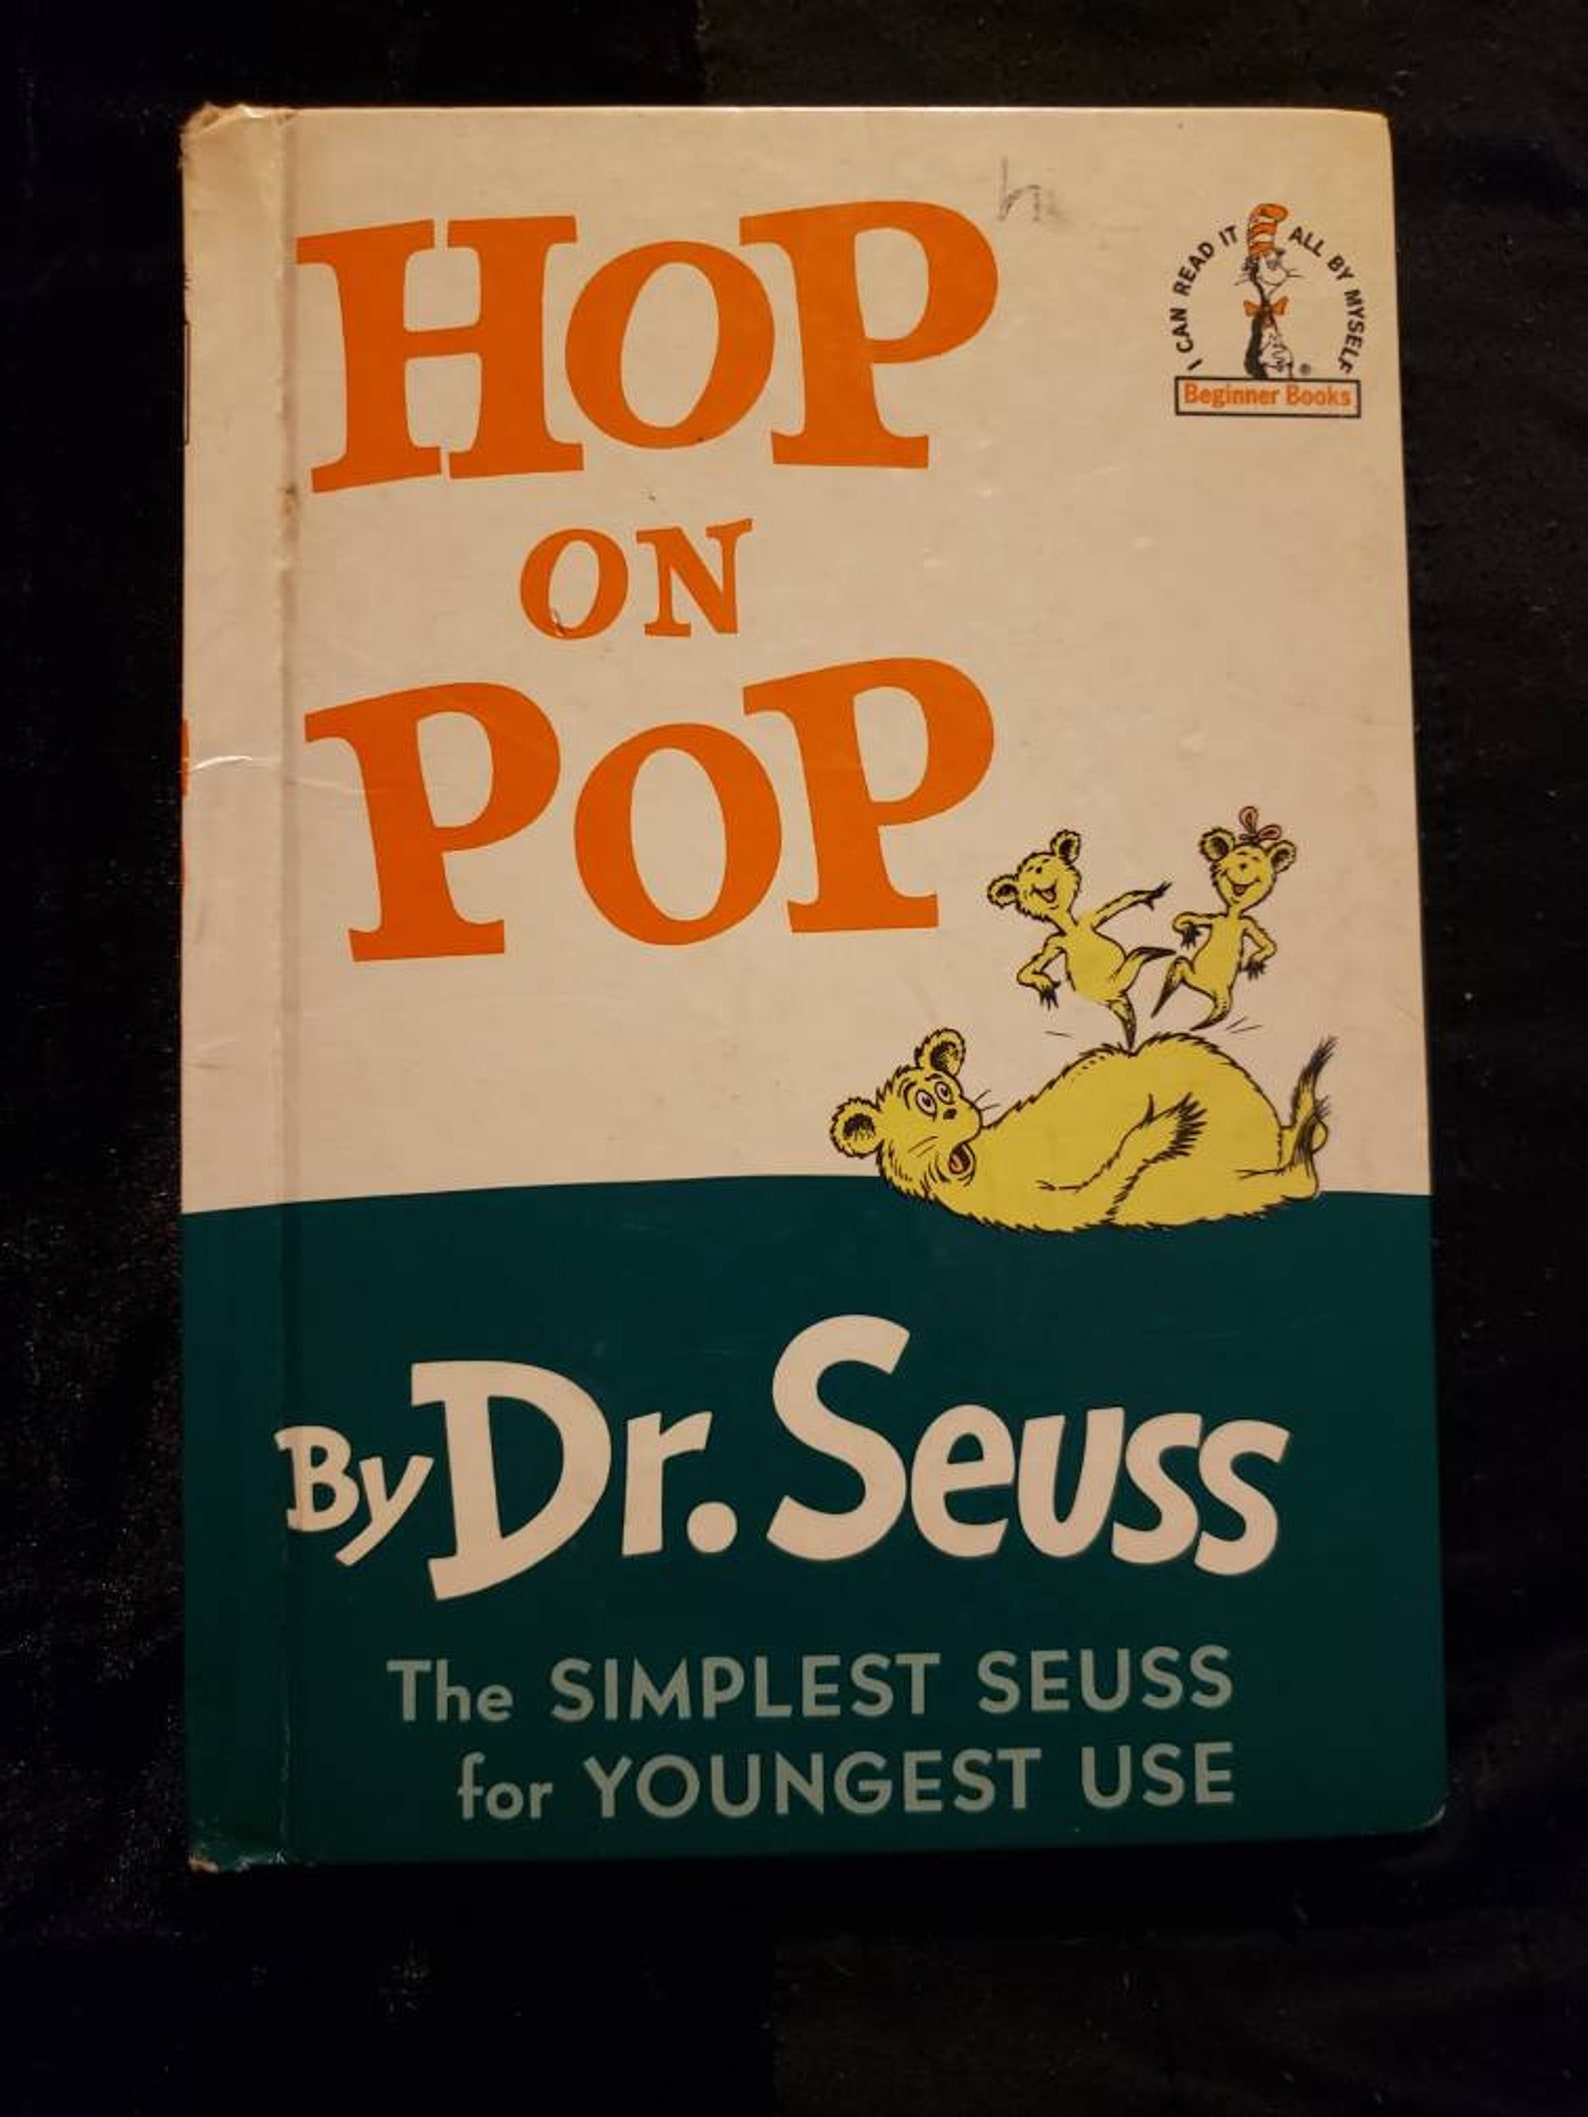 h
HOP
ON
POP
I CAN READ IT ALL BY MYSELF
Beginner Books
®
By Dr. Seuss
The SIMPLEST SEUSS
for YOUNGEST USE